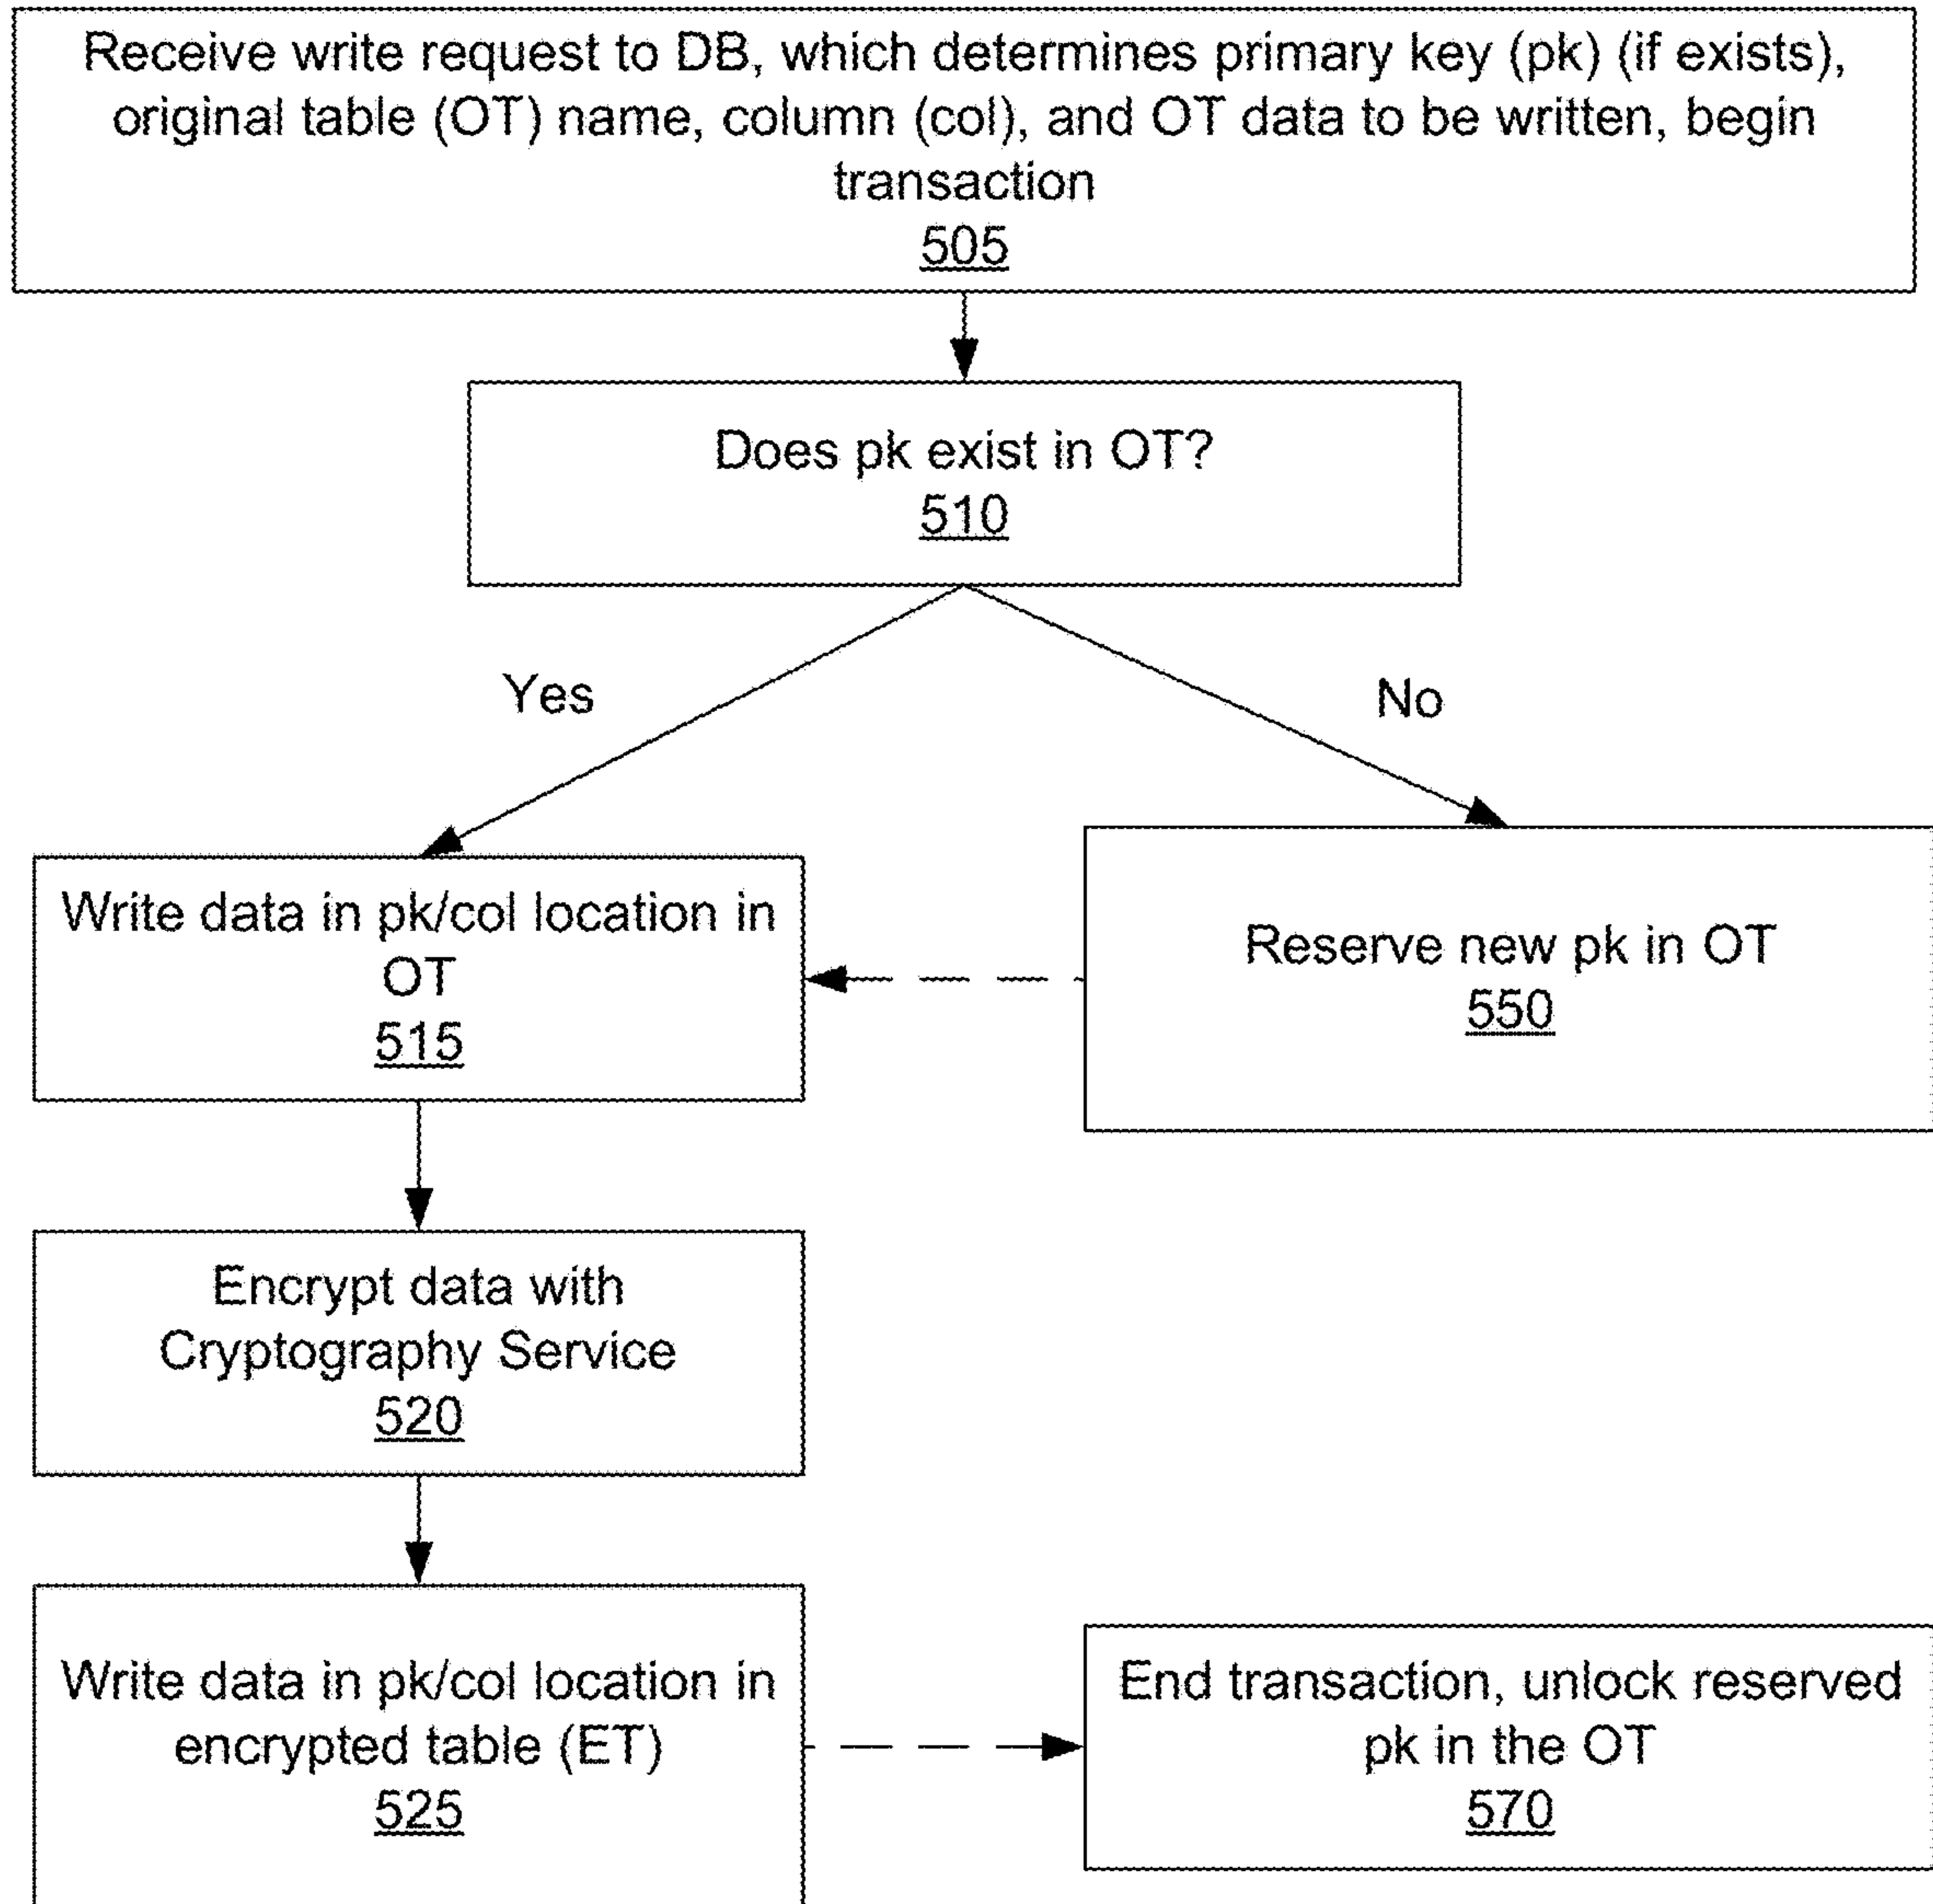 Receive write request to DB, which determines primary key (pk) (if exists),
original table (OT) name, column (col), and OT data to be written, begin
transaction
505
Does pk exist in OT?
510
Yes
No
Write data in pk/col location in
OT
515
Reserve new pk in OT
550
Encrypt data with
Cryptography Service
520
Write data in pk/col location in
encrypted table (ET)
525
End transaction, unlock reserved
pk in the OT
570